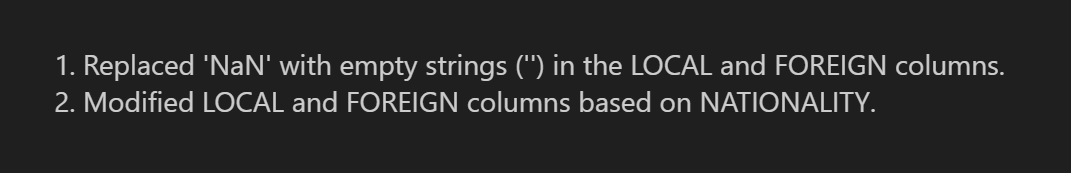 1. Replaced 'NaN' with empty strings ('') in the LOCAL and FOREIGN columns.
2. Modified LOCAL and FOREIGN columns based on NATIONALITY.